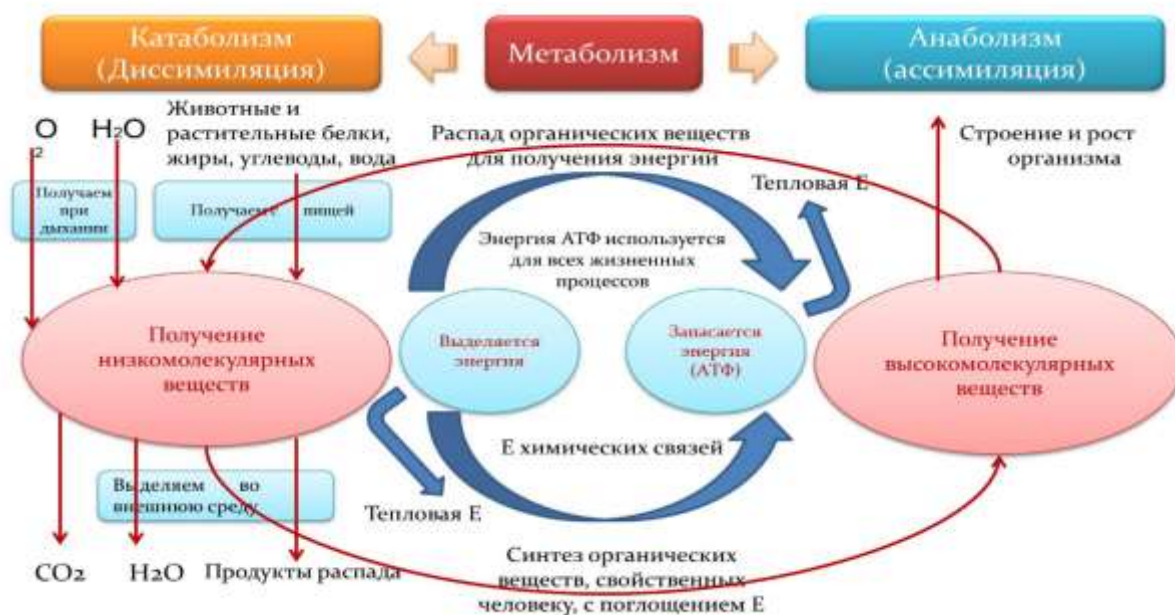 Катаболизм
(Диссимиляция)
Метаболизм
Анаболизм
(ассимиляция)
O
2
H2O
Животные и
растительные белки,
жиры, углеводы, вода
Распад органических веществ
для получения энергий
Строение и рост
организма
Тепловая Е
Получаем
при
дыхании
Получаем с пищей
Энергия АТФ используется
для всех жизненных
процессов
Получение
низкомолекулярных
веществ
Выделяется
энергия
Запасается
энергия
(АТФ)
Получение
высокомолекулярных
веществ
Е химических связей
Выделяем во
внешнюю среду
Тепловая Е
CO2
H2O
Продукты распада
Синтез органических
веществ, свойственных
человеку, с поглощением Е